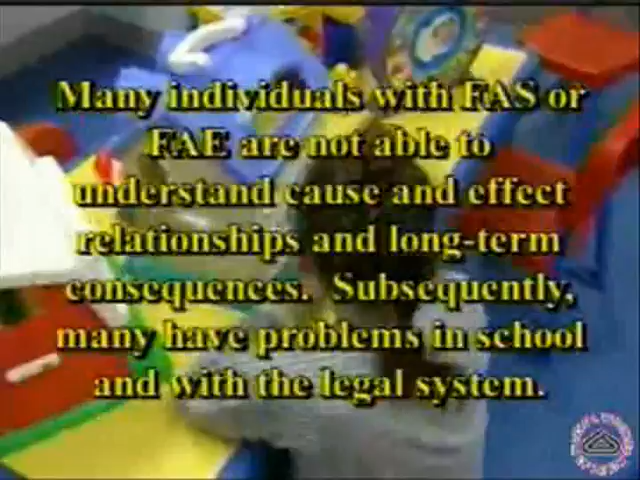 Many individuals with FAS or
FAE are not able to
understand cause and effect
relationships and long-term
consequences. Subsequently,
many have problems in school
and with the legal system.